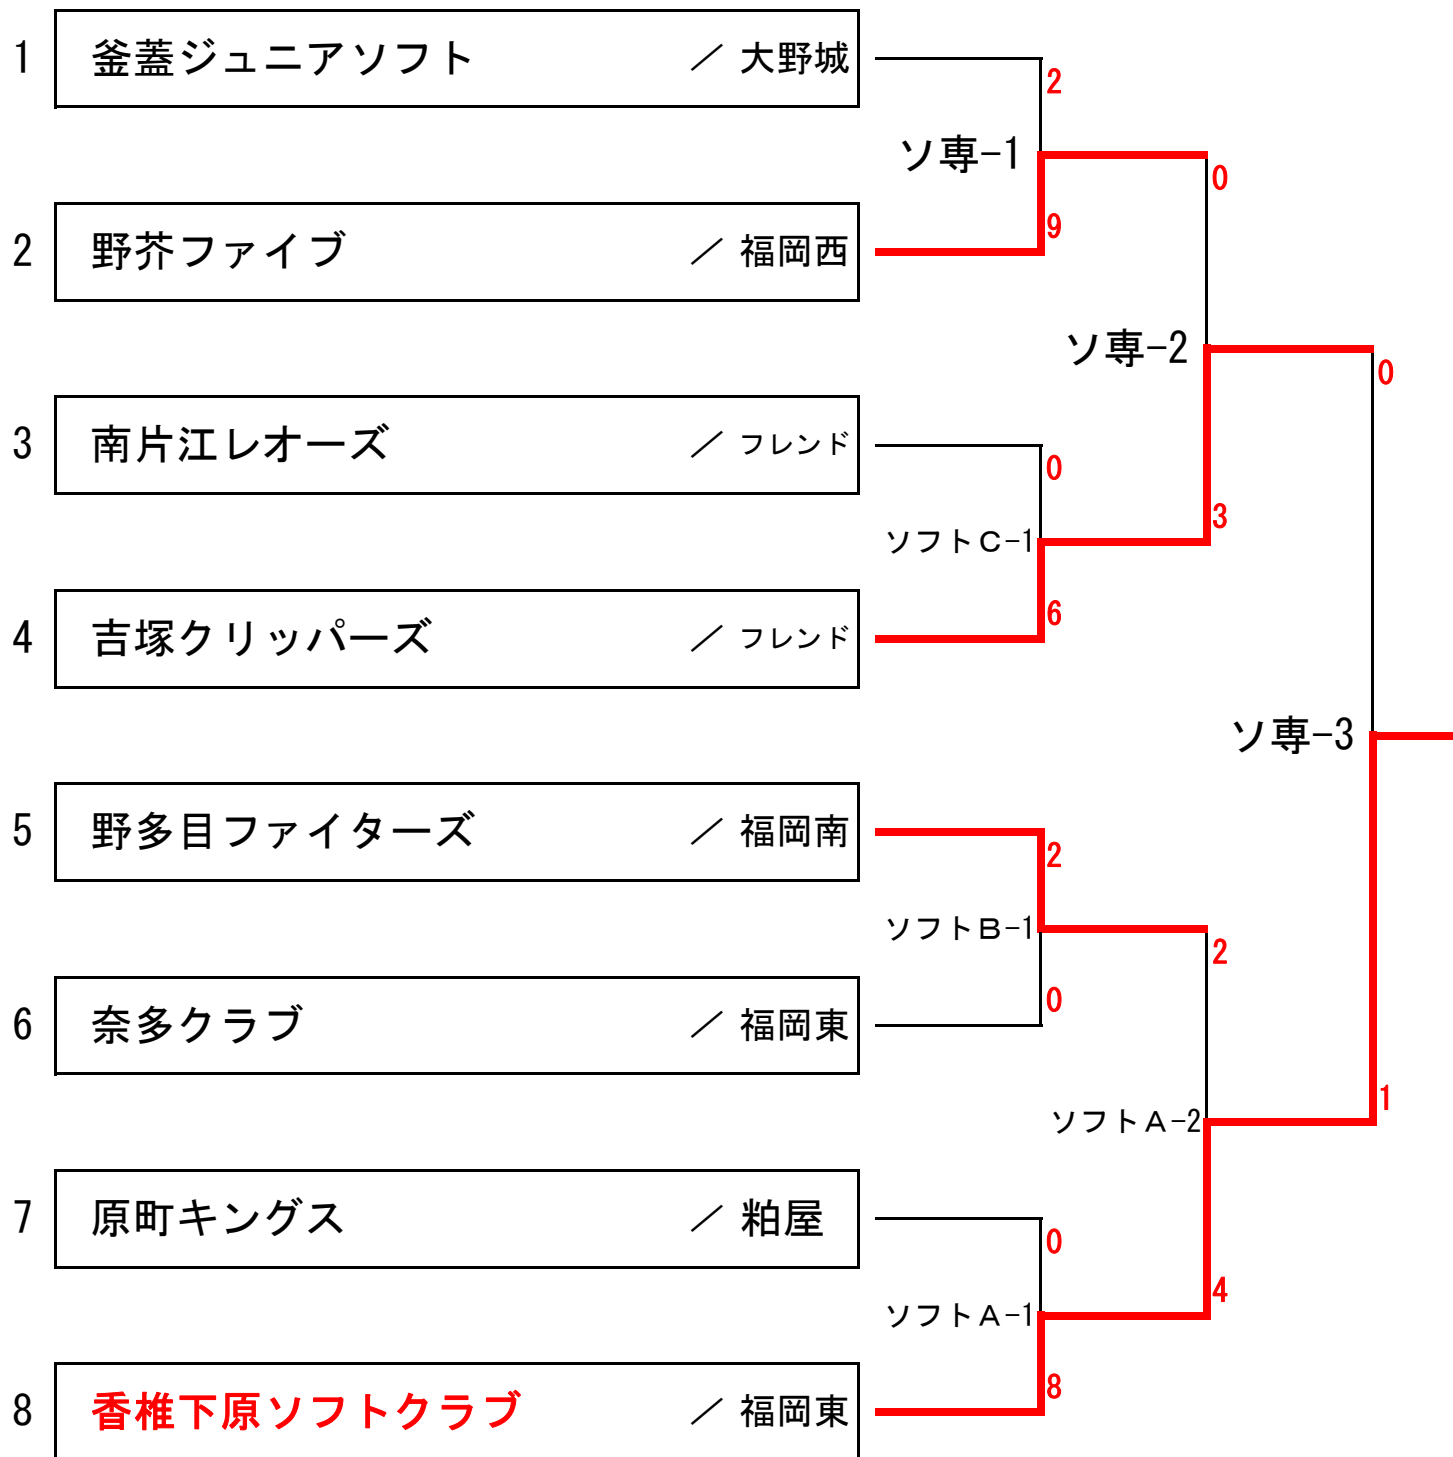 1 釜蓋ジュニアソフト ／ 大野城
2
ソ専-1
0
9
2 野芥ファイブ ／ 福岡西
ソ専-2
0
3 南片江レオーズ ／ フレンド
0
3
ソフトC-1
6
4 吉塚クリッパーズ ／ フレンド
ソ専-3
5 野多目ファイターズ ／ 福岡南
2
ソフトB-1
2
0
6 奈多クラブ ／ 福岡東
1
ソフトA-2
7 原町キングス ／ 粕屋
0
4
ソフトA-1
8
8 香椎下原ソフトクラブ ／ 福岡東